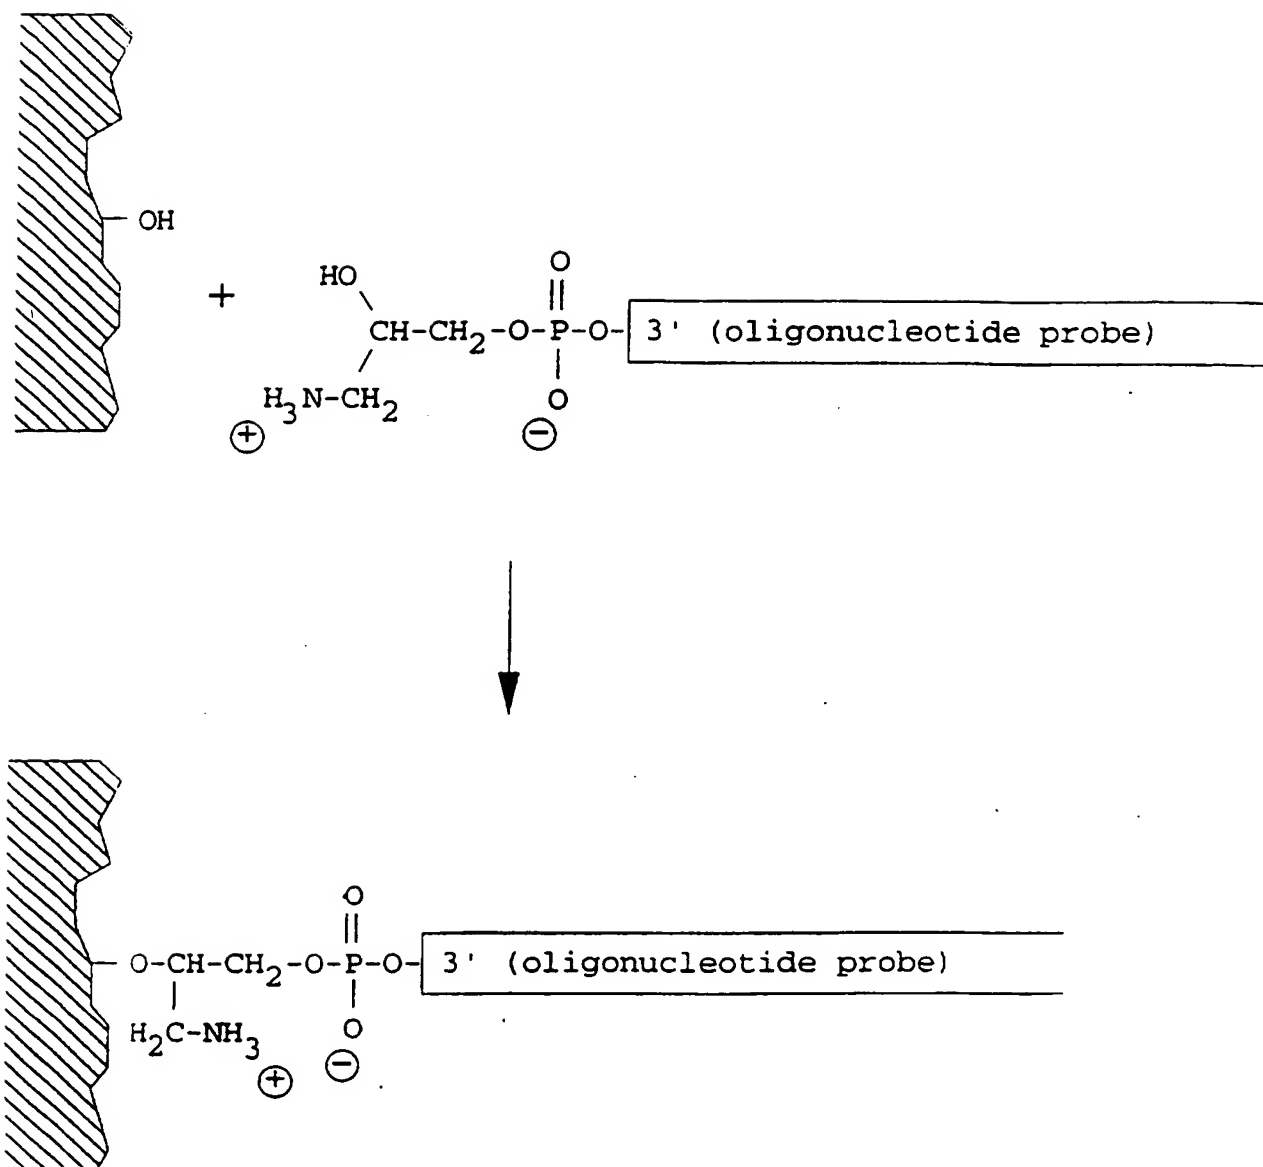 OH
+
O
HO
||
CH-CH2-O-P-O- 3' (oligonucleotide probe)
H3N-CH2
O
⊕
⊖
O
||
O-CH-CH2-O-P-O- 3' (oligonucleotide probe)
H2C-NH3
O
⊕
⊖